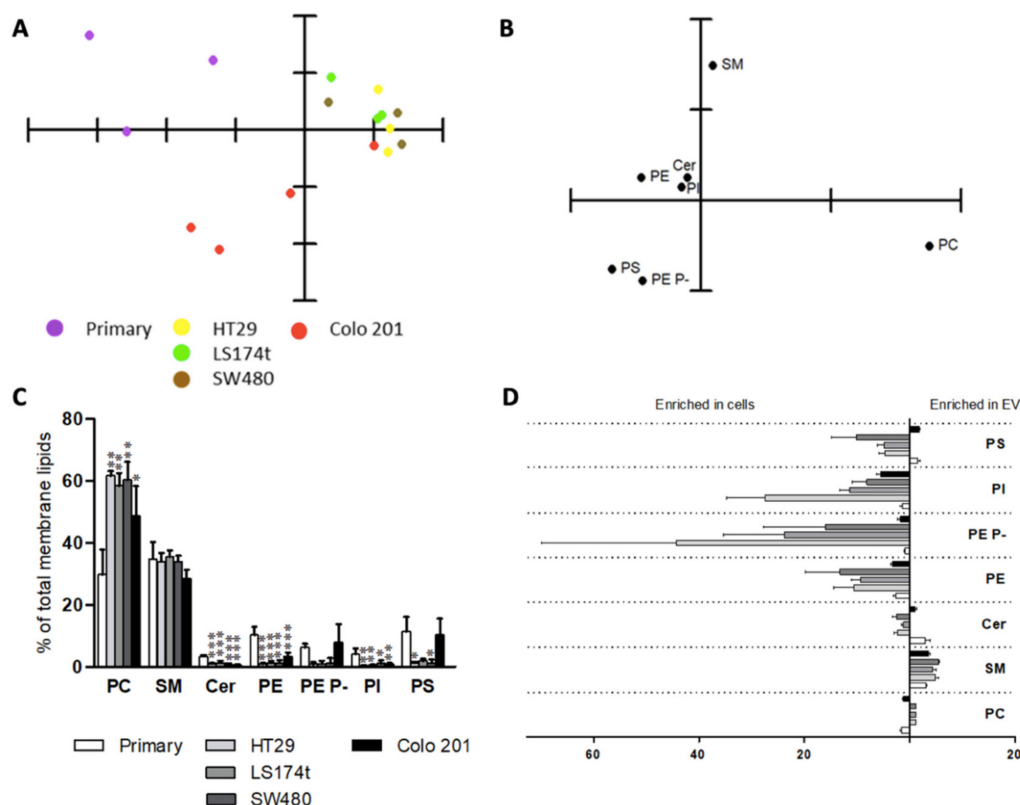 A
B
SM
Cer
PE
PI
PC
PS
PE P-
Primary
HT29
Colo 201
LS174t
SW480
C
% of total membrane lipids
80
60
40
20
0
** ** ** *
*** *** *** ***
*** *** *** ***
** ** * **
* *
PC SM Cer PE PE P- PI PS
Primary HT29 Colo 201
LS174t
SW480
D
Enriched in cells Enriched in EV
PS
PI
PE P-
PE
Cer
SM
PC
60 40 20 20